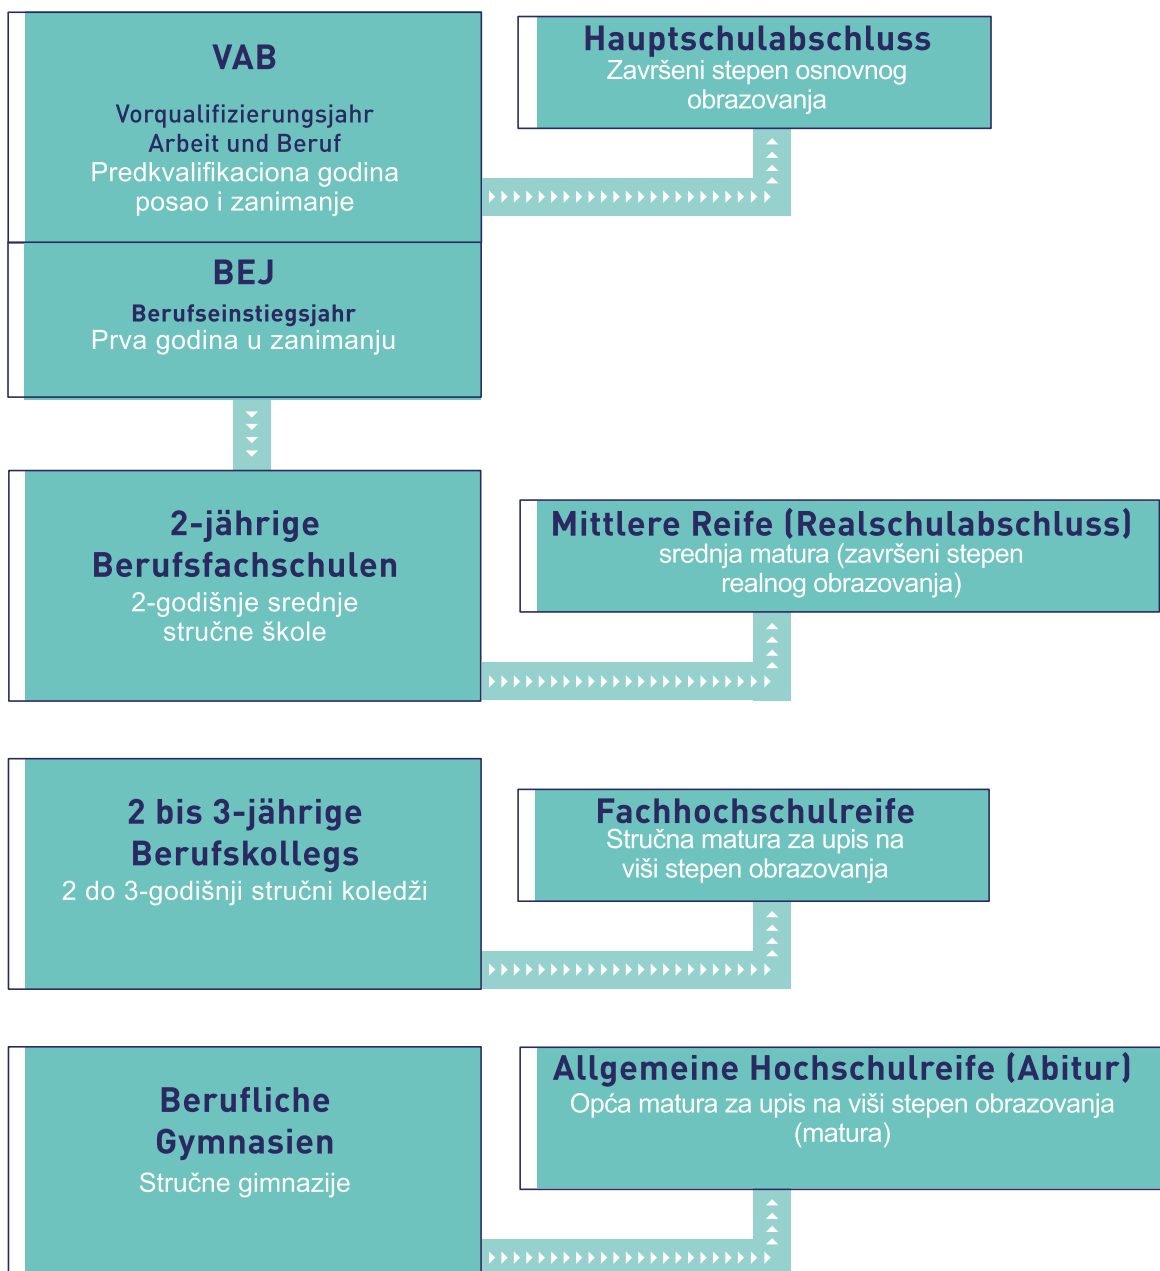 VAB
Vorqualifizierungsjahr
Arbeit und Beruf
Predkvalifikaciona godina
posao i zanimanje
Hauptschulabschluss
Završeni stepen osnovnog
obrazovanja
BEJ
Berufseinstiegsjahr
Prva godina u zanimanju
2-jährige
Berufsfachschulen
2-godišnje srednje
stručne škole
Mittlere Reife (Realschulabschluss)
srednja matura (završeni stepen
realnog obrazovanja)
2 bis 3-jährige
Berufskollegs
2 do 3-godišnji stručni koledži
Fachhochschulreife
Stručna matura za upis na
viši stepen obrazovanja
Berufliche
Gymnasien
Stručne gimnazije
Allgemeine Hochschulreife (Abitur)
Opća matura za upis na viši stepen obrazovanja
(matura)